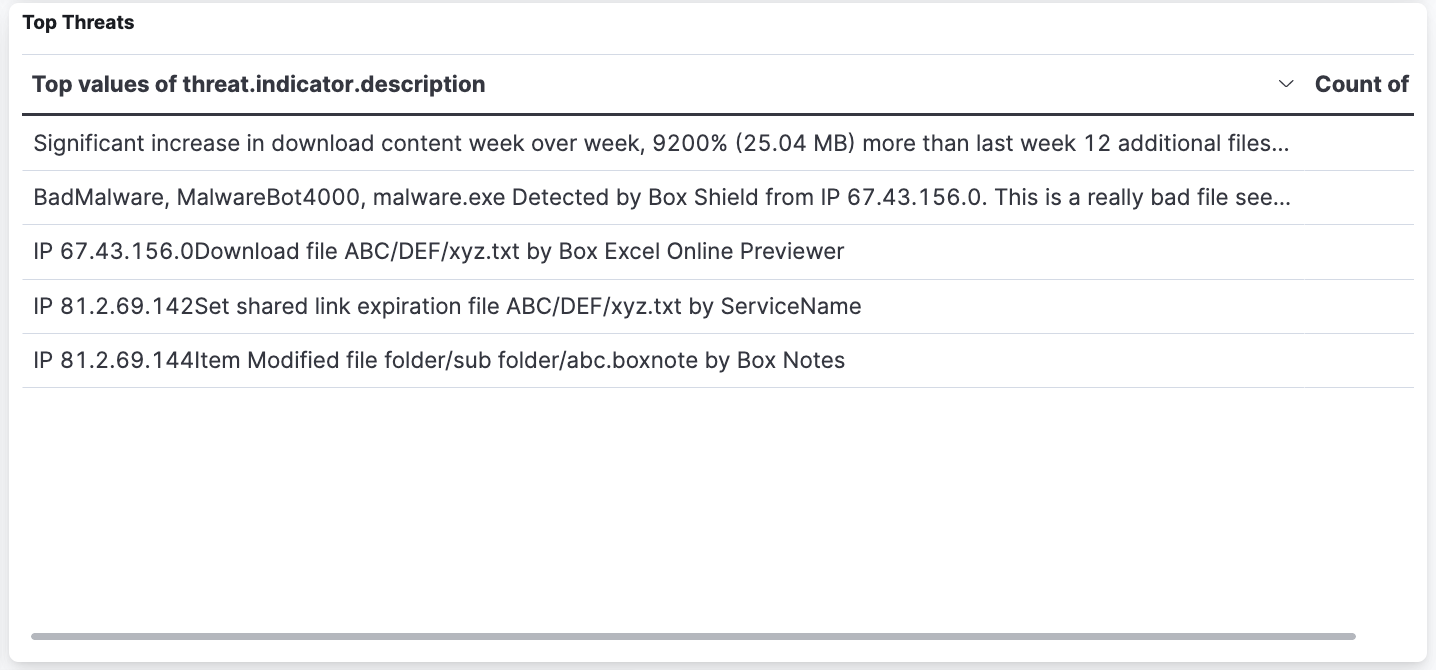 Top Threats
Top values of threat.indicator.description Count of
Significant increase in download content week over week, 9200% (25.04 MB) more than last week 12 additional files...
BadMalware, MalwareBot4000, malware.exe Detected by Box Shield from IP 67.43.156.0. This is a really bad file see...
IP 67.43.156.0Download file ABC/DEF/xyz.txt by Box Excel Online Previewer
IP 81.2.69.142Set shared link expiration file ABC/DEF/xyz.txt by ServiceName
IP 81.2.69.144Item Modified file folder/sub folder/abc.boxnote by Box Notes